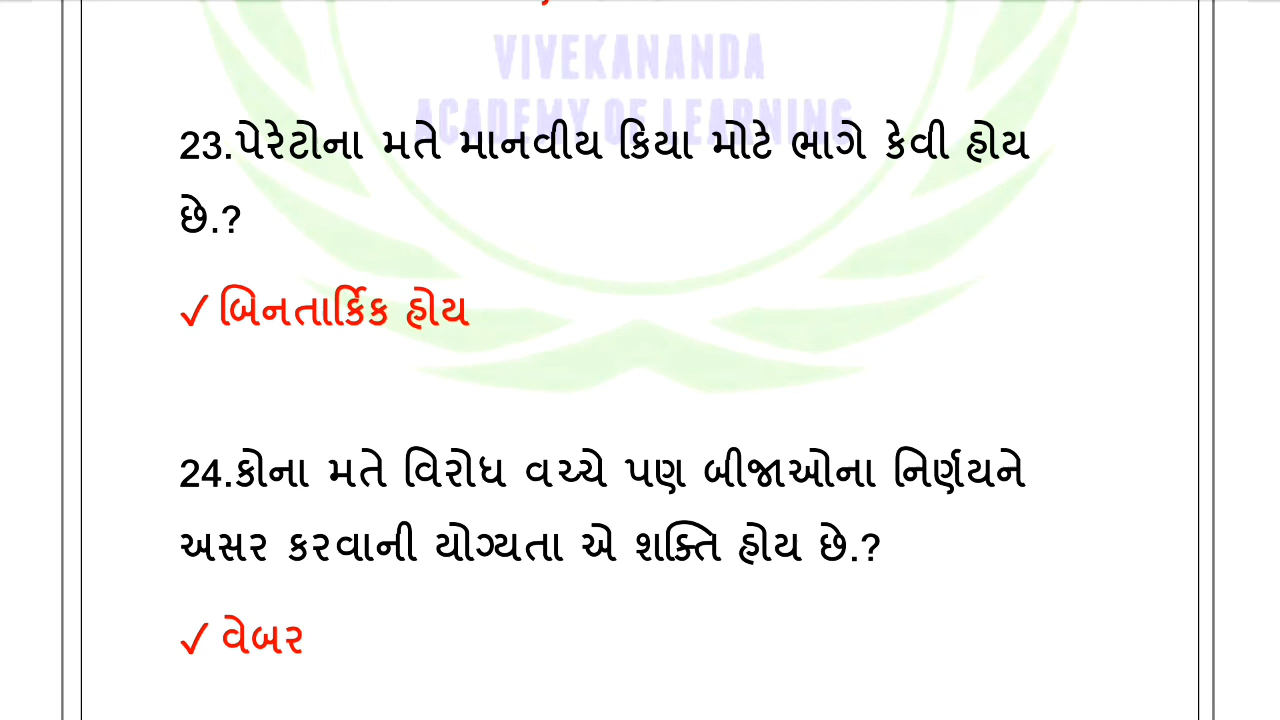 VIVEKANANDA
ACADEMY OF LEARNING
23.પેરેટોના મતે માનવીય કિયા મોટે ભાગે કેવી હોય
છે.?
✓ બિનતાર્કિક હોય
24.કોના મતે વિરોધ વચ્ચે પણ બીજાઓના નિર્ણયને
અસર કરવાની યોગ્યતા એ શક્તિ હોય છે.?
✓ વેબર